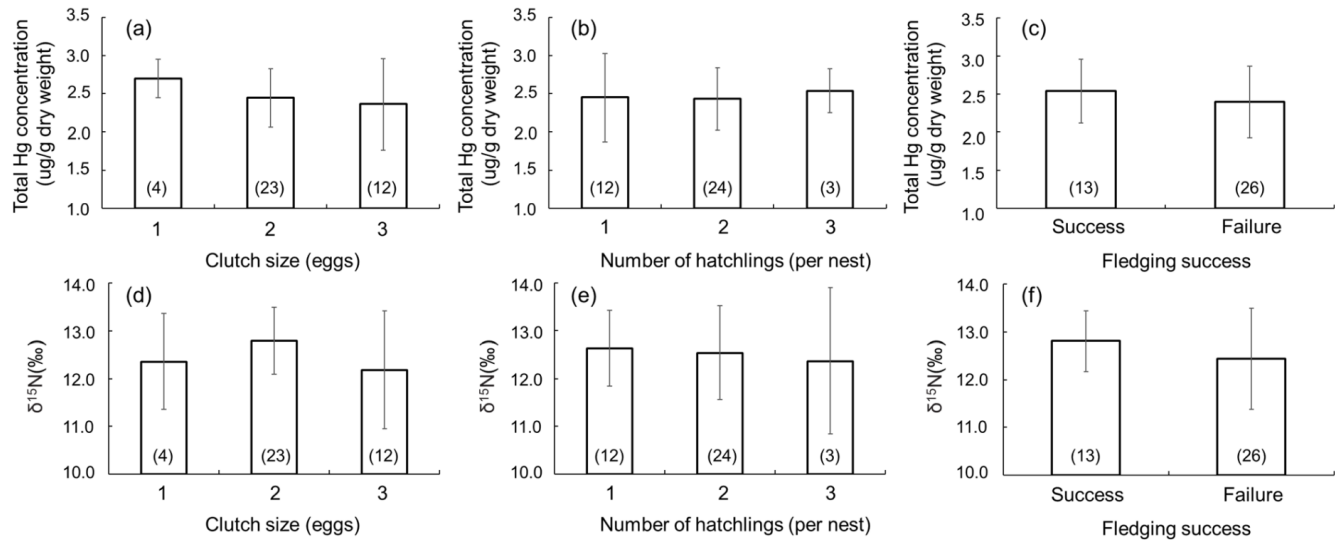 Total Hg concentration
(ug/g dry weight)
3.5
3.0
2.5
2.0
1.5
1.0
(a)
(4)
(23)
(12)
1
2
3
Clutch size (eggs)
Total Hg concentration
(ug/g dry weight)
3.5
3.0
2.5
2.0
1.5
1.0
(b)
(12)
(24)
(3)
1
2
3
Number of hatchlings (per nest)
Total Hg concentration
(ug/g dry weight)
3.5
3.0
2.5
2.0
1.5
1.0
(c)
(13)
(26)
Success
Failure
Fledging success
δ¹⁵N(‰)
14.0
13.0
12.0
11.0
10.0
(d)
(4)
(23)
(12)
1
2
3
Clutch size (eggs)
δ¹⁵N(‰)
14.0
13.0
12.0
11.0
10.0
(e)
(12)
(24)
(3)
1
2
3
Number of hatchlings (per nest)
δ¹⁵N(‰)
14.0
13.0
12.0
11.0
10.0
(f)
(13)
(26)
Success
Failure
Fledging success